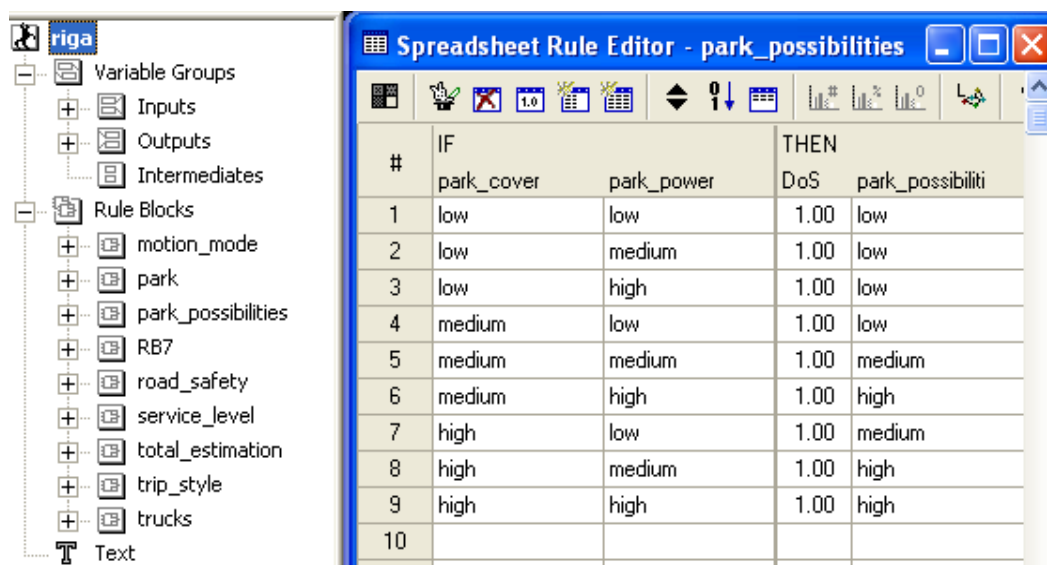 riga
Variable Groups
Inputs
Outputs
Intermediates
Rule Blocks
motion_mode
park
park_possibilities
RB7
road_safety
service_level
total_estimation
trip_style
trucks
T Text
Spreadsheet Rule Editor - park_possibilities
1.0
# IF THEN
park_cover park_power DoS park_possibiliti
1 low low 1.00 low
2 low medium 1.00 low
3 low high 1.00 low
4 medium low 1.00 low
5 medium medium 1.00 medium
6 medium high 1.00 high
7 high low 1.00 medium
8 high medium 1.00 high
9 high high 1.00 high
10